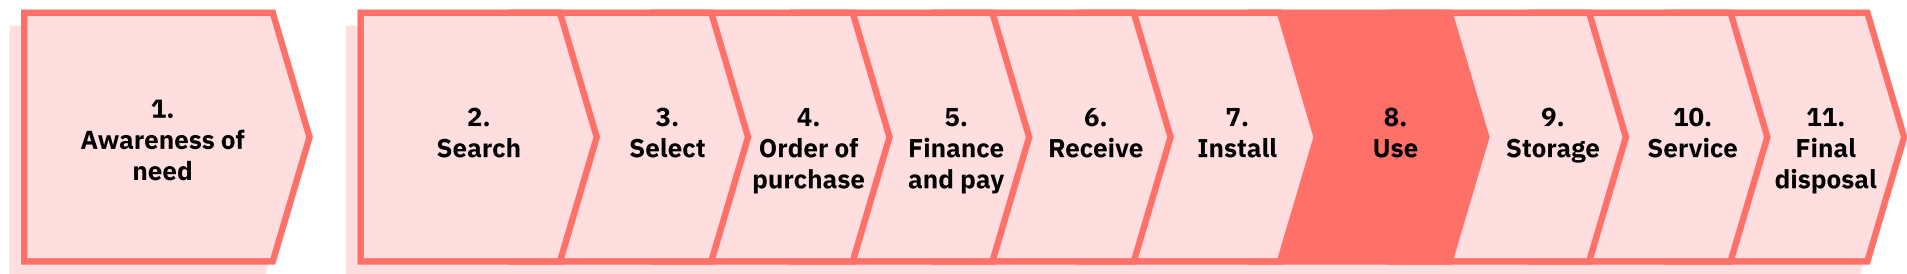 1.
Awareness of
need
2.
Search
3.
Select
4.
Order of
purchase
5.
Finance
and pay
6.
Receive
7.
Install
8.
Use
9.
Storage
10.
Service
11.
Final
disposal